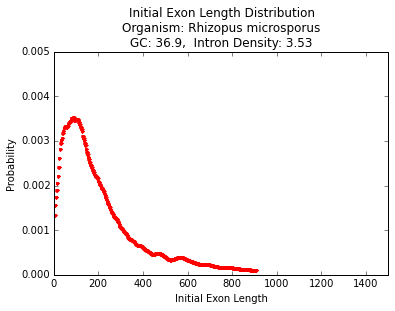 Initial Exon Length Distribution
Organism: Rhizopus microsporus
GC: 36.9, Intron Density: 3.53
0.005
0.004
0.003
0.002
0.001
0.000
Probability
0
200
400
600
800
1000
1200
1400
Initial Exon Length